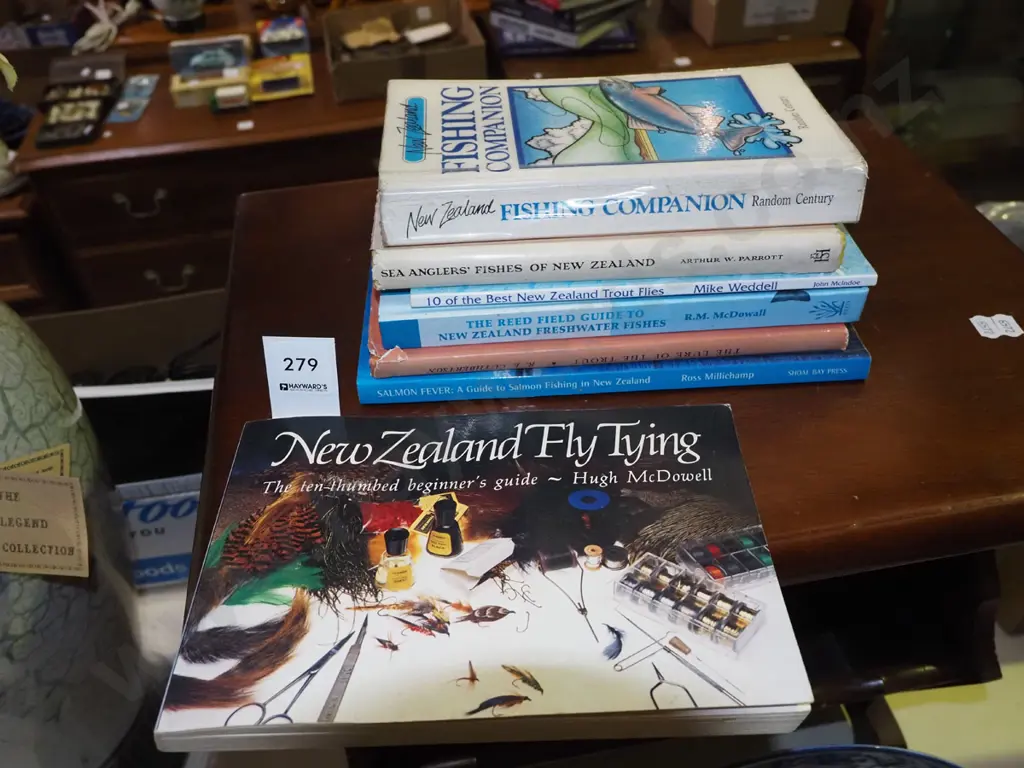 New Zealand
FISHING
COMPANION
New Zealand FISHING COMPANION Random Century
SEA ANGLERS' FISHES OF NEW ZEALAND ARTHUR W. PARROTT
10 of the Best New Zealand Trout Flies Mike Weddell John McIndoe
THE REED FIELD GUIDE TO
NEW ZEALAND FRESHWATER FISHES R.M. McDOWALL
THE LURE OF THE TROUT
SALMON FEVER: A Guide to Salmon Fishing in New Zealand Ross Millichamp SHOAL BAY PRESS
279
HAYWARD'S
New Zealand Fly Tying
The ten-thumbed beginner's guide ~ Hugh McDowell
THE
LEGEND
COLLECTION